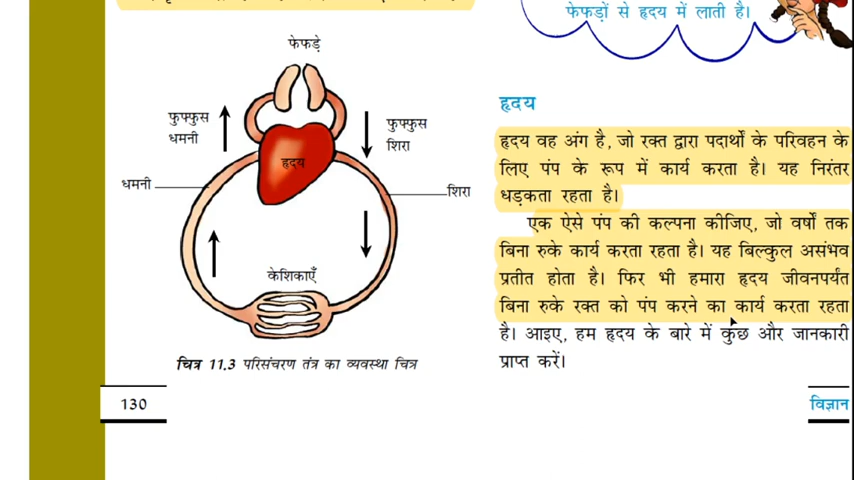 फेफड़ों से हृदय में लाती है।
फेफड़े
फुफ्फुस
धमनी
फुफ्फुस
शिरा
हृदय
धमनी
शिरा
केशिकाएँ
चित्र 11.3 परिसंचरण तंत्र का व्यवस्था चित्र
हृदय
हृदय वह अंग है, जो रक्त द्वारा पदार्थों के परिवहन के
लिए पंप के रूप में कार्य करता है। यह निरंतर
धड़कता रहता है।
एक ऐसे पंप की कल्पना कीजिए, जो वर्षों तक
बिना रुके कार्य करता रहता है। यह बिल्कुल असंभव
प्रतीत होता है। फिर भी हमारा हृदय जीवनपर्यंत
बिना रुके रक्त को पंप करने का कार्य करता रहता
है। आइए, हम हृदय के बारे में कुछ और जानकारी
प्राप्त करें।
130
विज्ञान